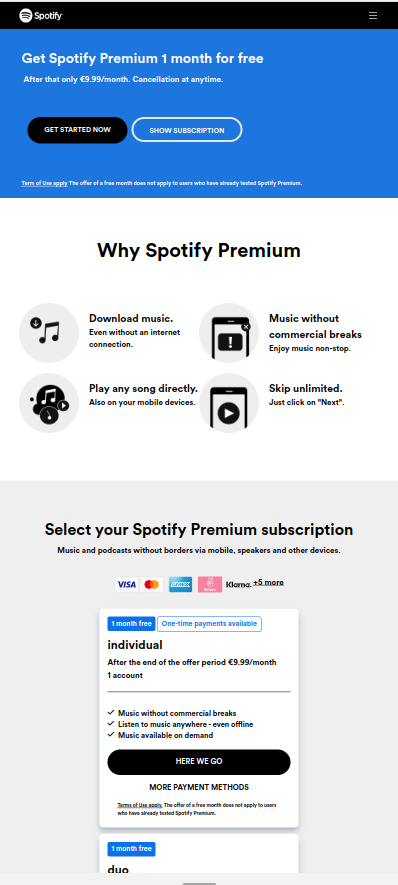 Spotify
Get Spotify Premium 1 month for free
After that only €9.99/month. Cancellation at anytime.
GET STARTED NOW
SHOW SUBSCRIPTION
Term of Use apply The offer of a free month does not apply to users who have already tested Spotify Premium.
Why Spotify Premium
Download music.
Even without an internet
connection.
Music without
commercial breaks
Enjoy music non-stop.
Play any song directly.
Also on your mobile devices.
Skip unlimited.
Just click on "Next".
Select your Spotify Premium subscription
Music and podcasts without borders via mobile, speakers and other devices.
VISA
Klarna. +5 more
1 month free One-time payments available
individual
After the end of the offer period €9.99/month
1 account
Music without commercial breaks
Listen to music anywhere - even offline
Music available on demand
HERE WE GO
MORE PAYMENT METHODS
Terms of Use apply. The offer of a free month does not apply to users
who have already tested Spotify Premium.
1 month free
duo